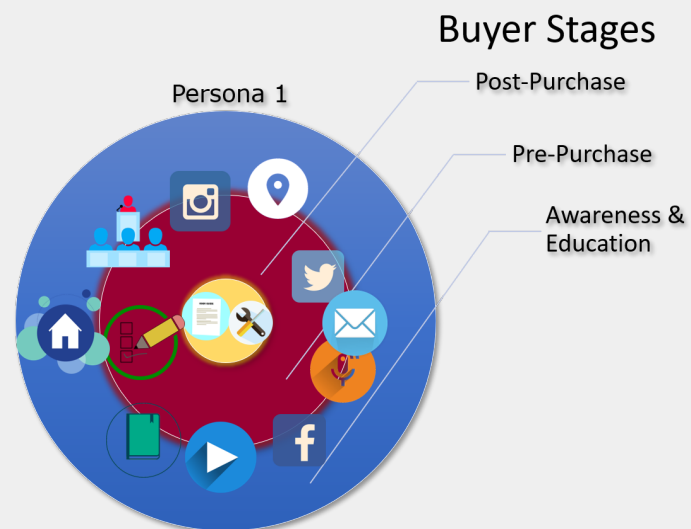 Buyer Stages
Persona 1
Post-Purchase
Pre-Purchase
Awareness &
Education